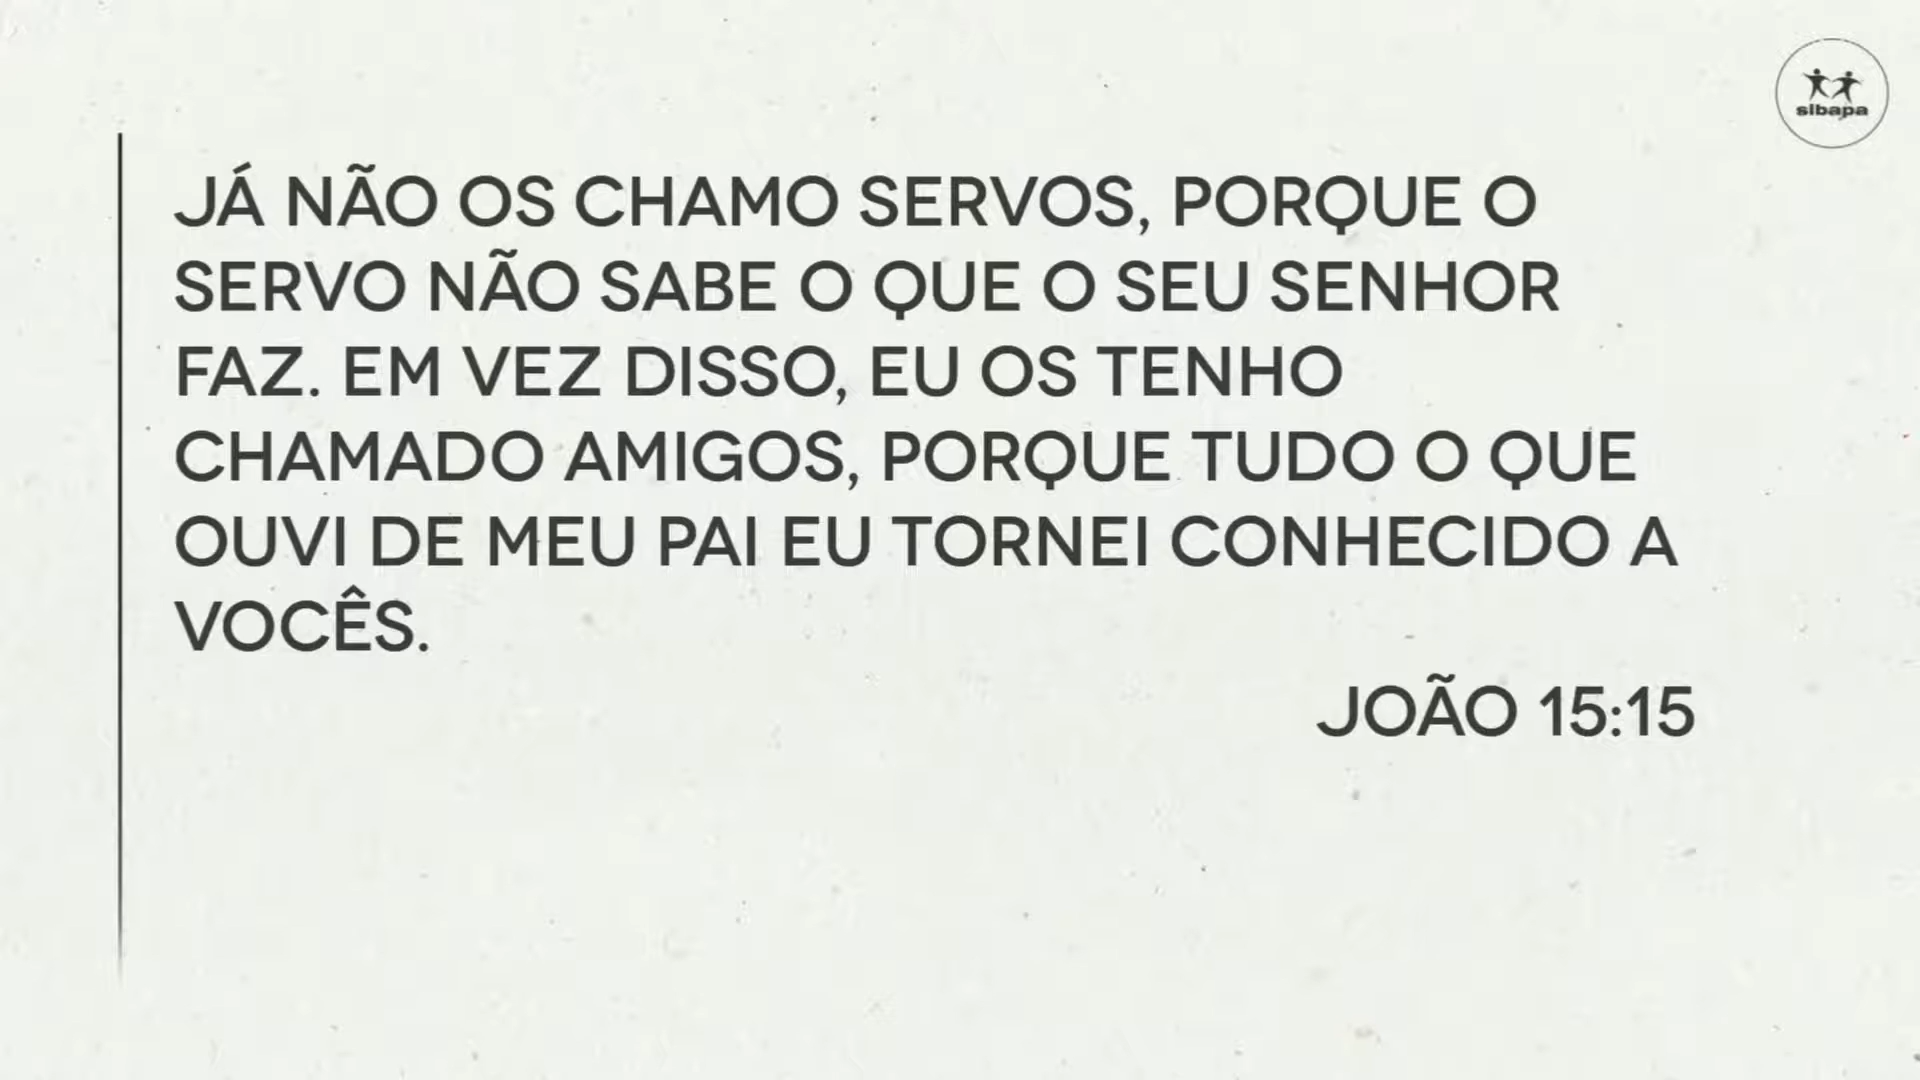 sibapa
JÁ NÃO OS CHAMO SERVOS, PORQUE O
SERVO NÃO SABE O QUE O SEU SENHOR
FAZ. EM VEZ DISSO, EU OS TENHO
CHAMADO AMIGOS, PORQUE TUDO O QUE
OUVI DE MEU PAI EU TORNEI CONHECIDO A
VOCÊS.
JOÃO 15:15